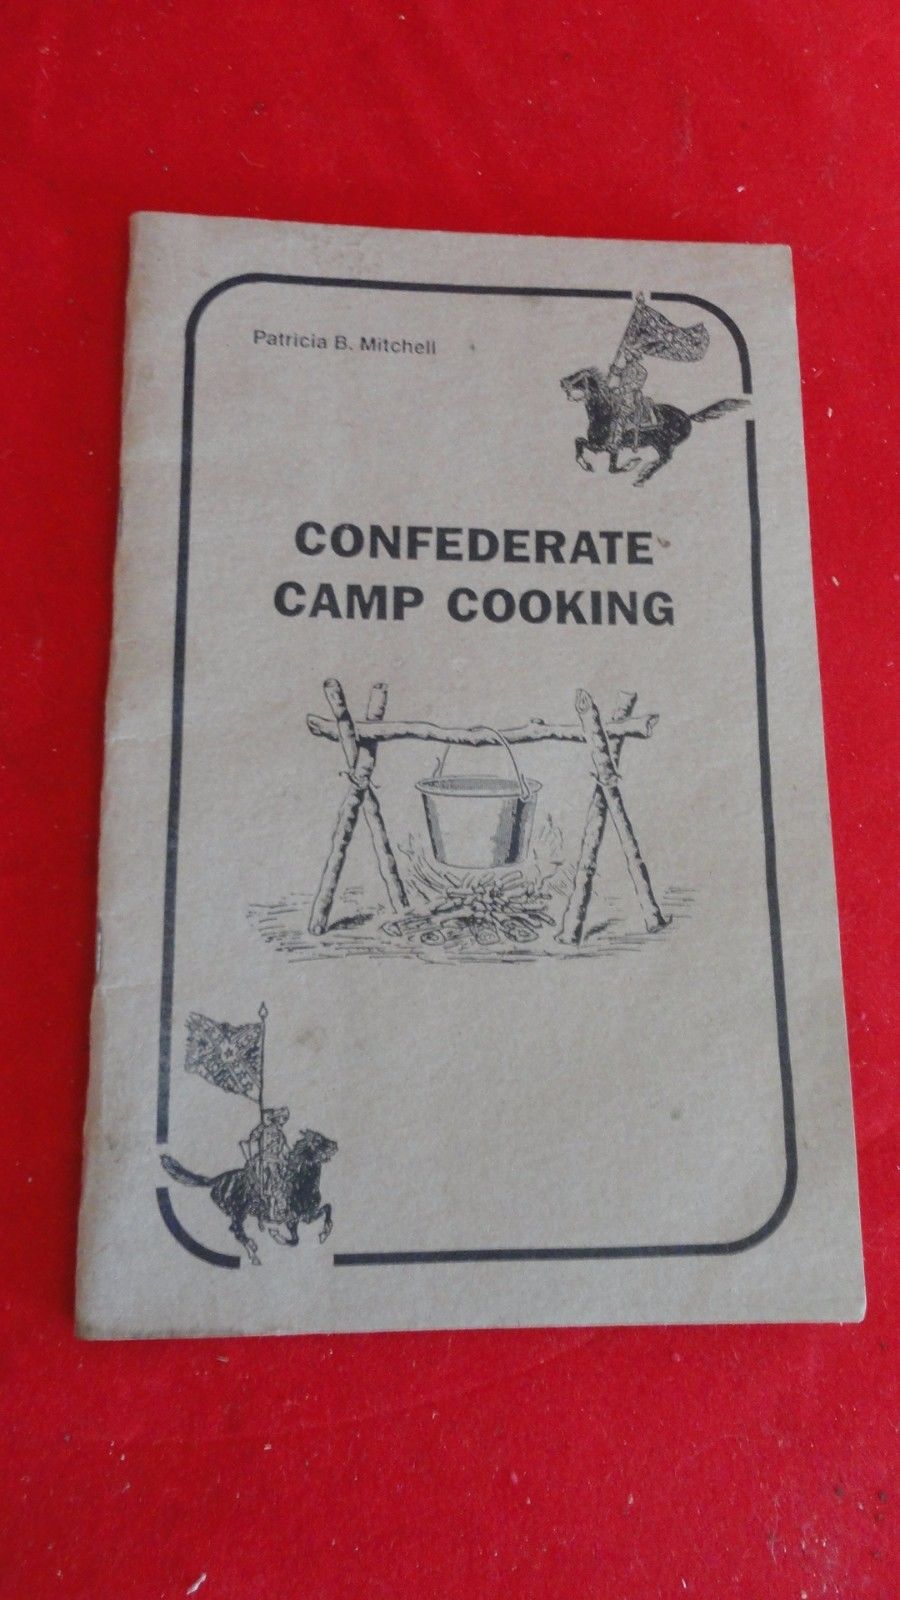 Patricia B. Mitchell
CONFEDERATE
CAMP COOKING